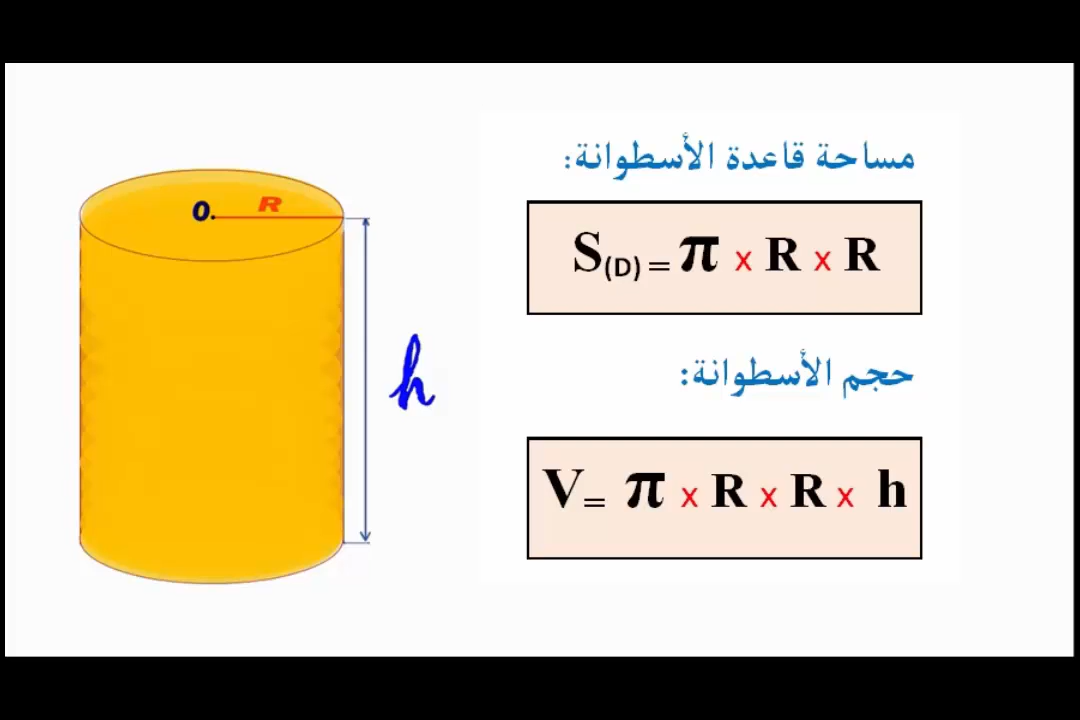 مساحة قاعدة الأسطوانة:
S(D) = π x R x R
حجم الأسطوانة:
V= π x R x R x h
O.
R
h